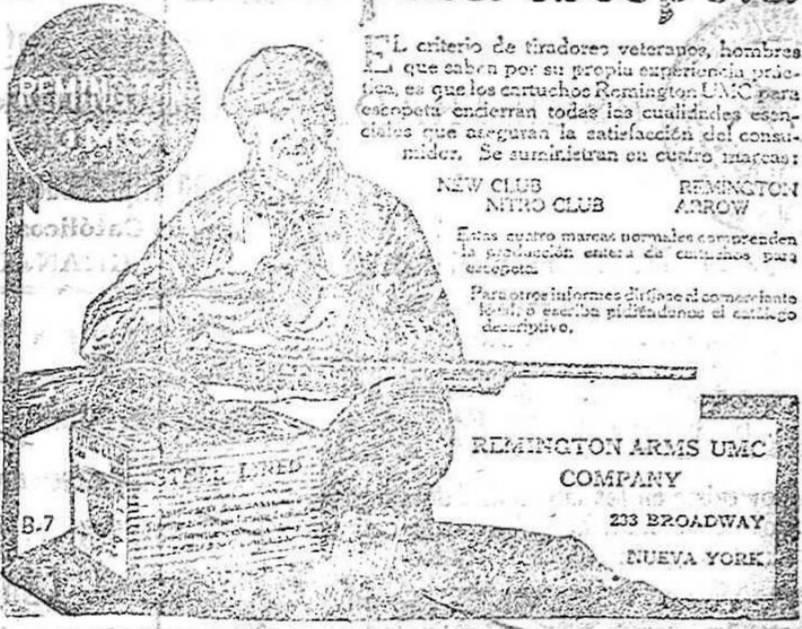 REMINGTON
UMC
EL criterio de tiradores veteranos, hombres
que saben por su propia experiencia prác-
tica, es que los cartuchos Remington UMC para
escopeta encierran todas las cualidades esen-
ciales que aseguran la satisfacción del consu-
midor. Se suministran en cuatro marcas:
NEW CLUB REMINGTON
NITRO CLUB ARROW
Estas cuatro marcas normales comprenden
la producción entera de cartuchos para
escopeta.
Para otros informes diríjase al comerciante
local, o escriba pidiéndonos el catálogo
descriptivo.
STEEL LINED
B-7
REMINGTON ARMS UMC
COMPANY
233 BROADWAY
NUEVA YORK
Católicos